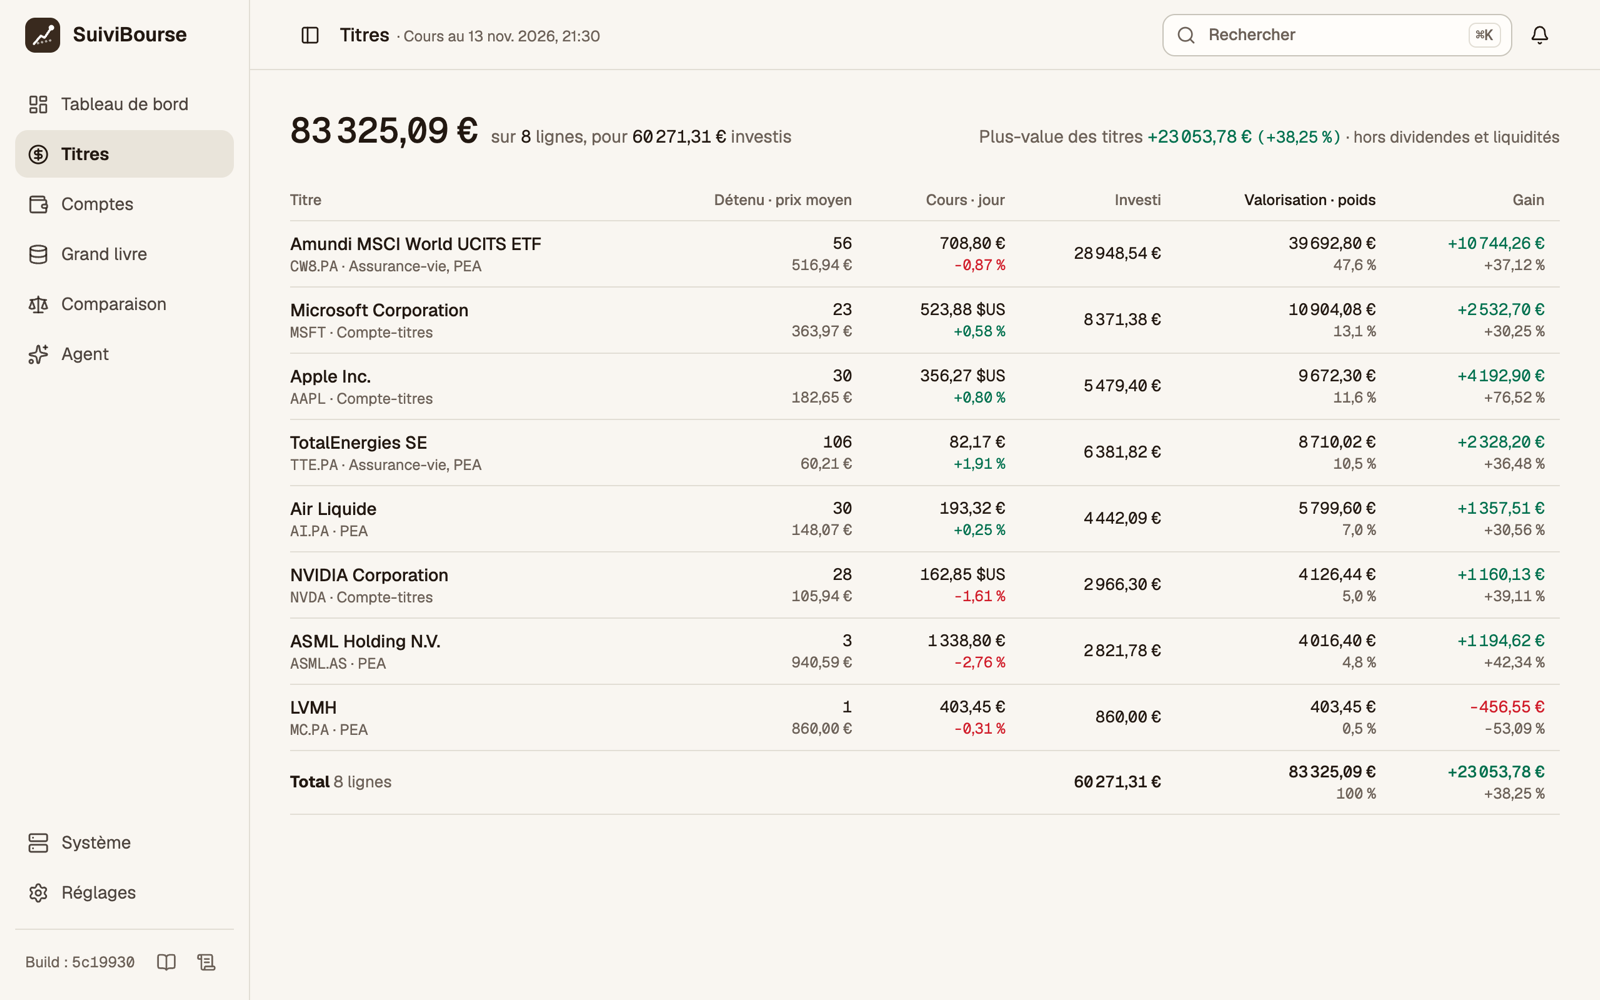 SuiviBourse
Titres · Cours au 13 nov. 2026, 21:30
Rechercher ⌘K
Tableau de bord
Titres
Comptes
Grand livre
Comparaison
Agent
Système
Réglages
Build : 5c19930
83 325,09 € sur 8 lignes, pour 60 271,31 € investis
Plus-value des titres +23 053,78 € (+38,25 %) · hors dividendes et liquidités
Titre Détenu · prix moyen Cours · jour Investi Valorisation · poids Gain
Amundi MSCI World UCITS ETF 56 708,80 € 28 948,54 € 39 692,80 € +10 744,26 €
CW8.PA · Assurance-vie, PEA 516,94 € -0,87 % 47,6 % +37,12 %
Microsoft Corporation 23 523,88 $US 8 371,38 € 10 904,08 € +2 532,70 €
MSFT · Compte-titres 363,97 € +0,58 % 13,1 % +30,25 %
Apple Inc. 30 356,27 $US 5 479,40 € 9 672,30 € +4 192,90 €
AAPL · Compte-titres 182,65 € +0,80 % 11,6 % +76,52 %
TotalEnergies SE 106 82,17 € 6 381,82 € 8 710,02 € +2 328,20 €
TTE.PA · Assurance-vie, PEA 60,21 € +1,91 % 10,5 % +36,48 %
Air Liquide 30 193,32 € 4 442,09 € 5 799,60 € +1 357,51 €
AI.PA · PEA 148,07 € +0,25 % 7,0 % +30,56 %
NVIDIA Corporation 28 162,85 $US 2 966,30 € 4 126,44 € +1 160,13 €
NVDA · Compte-titres 105,94 € -1,61 % 5,0 % +39,11 %
ASML Holding N.V. 3 1 338,80 € 2 821,78 € 4 016,40 € +1 194,62 €
ASML.AS · PEA 940,59 € -2,76 % 4,8 % +42,34 %
LVMH 1 403,45 € 860,00 € 403,45 € -456,55 €
MC.PA · PEA 860,00 € -0,31 % 0,5 % -53,09 %
Total 8 lignes 60 271,31 € 83 325,09 € +23 053,78 €
100 % +38,25 %